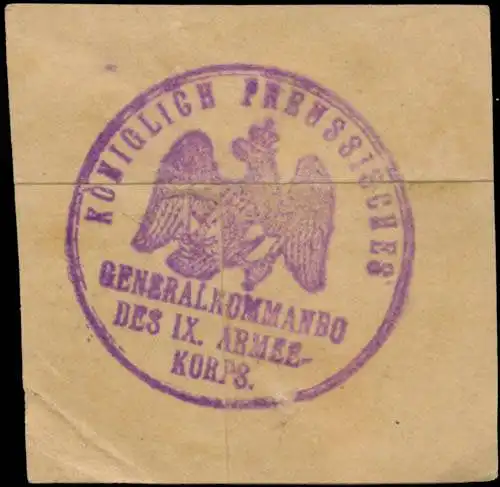 KÖNIGLICH PREUSSISCHES
GENERALKOMMANDO
DES IX. ARMEE-
KORPS.